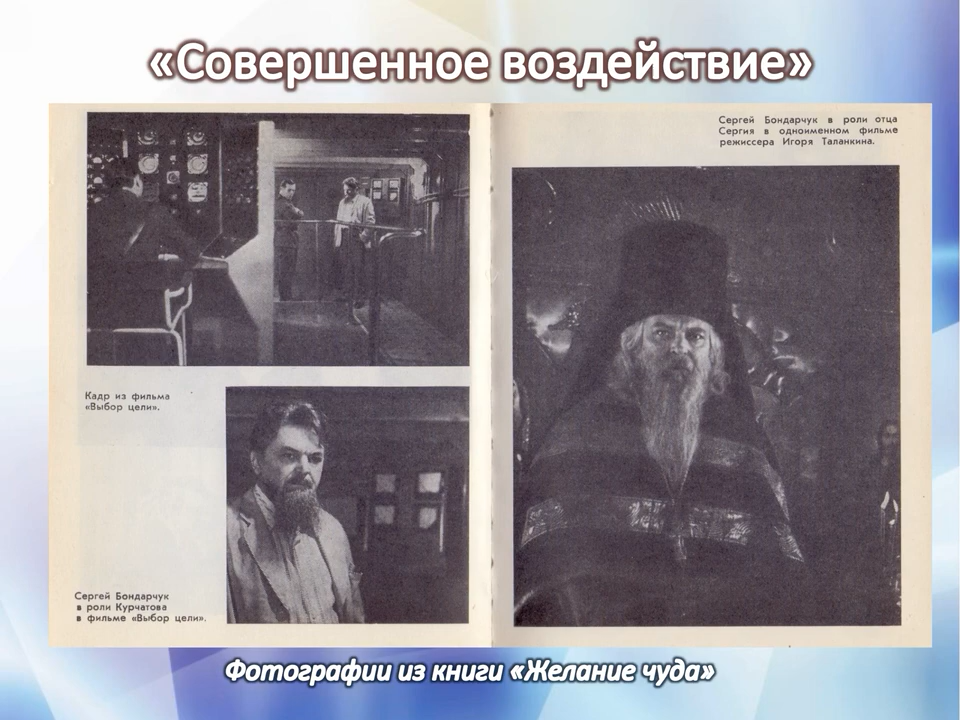 «Совершенное воздействие»
Кадр из фильма
«Выбор цели».
Сергей Бондарчук
в роли Курчатова
в фильме «Выбор цели».
Сергей Бондарчук в роли отца
Сергия в одноименном фильме
режиссера Игоря Таланкина.
Фотографии из книги «Желание чуда»